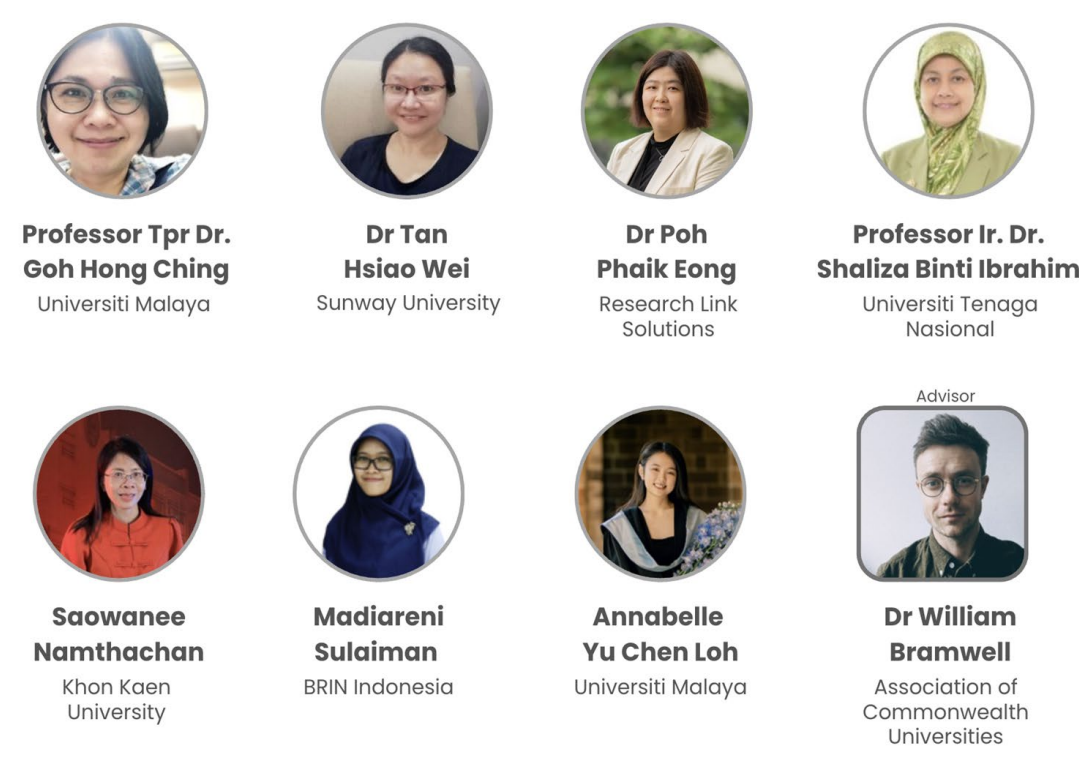 Professor Tpr Dr.
Goh Hong Ching
Universiti Malaya
Dr Tan
Hsiao Wei
Sunway University
Dr Poh
Phaik Eong
Research Link
Solutions
Professor Ir. Dr.
Shaliza Binti Ibrahim
Universiti Tenaga
Nasional
Saowanee
Namthachan
Khon Kaen
University
Madiareni
Sulaiman
BRIN Indonesia
Annabelle
Yu Chen Loh
Universiti Malaya
Advisor
Dr William
Bramwell
Association of
Commonwealth
Universities